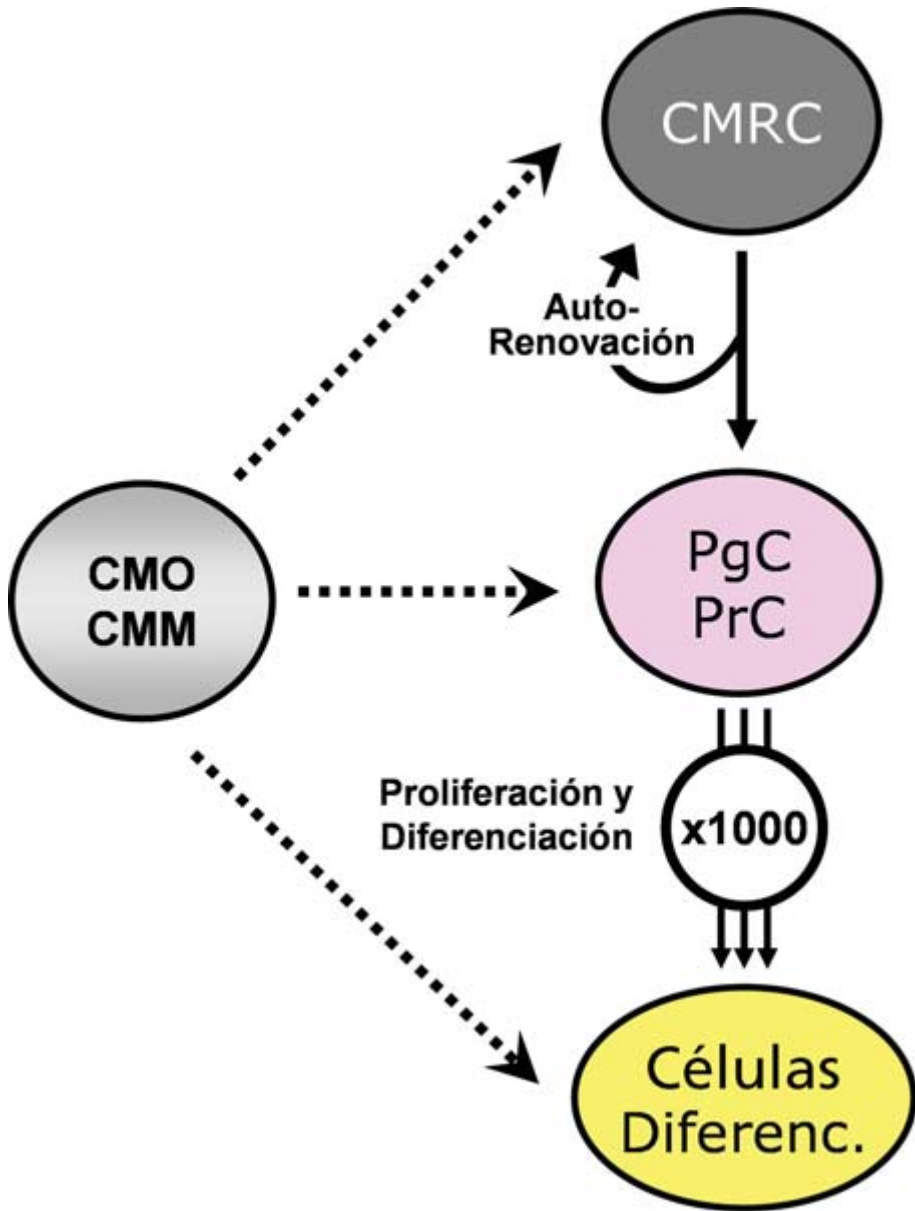 CMRC
Auto-
Renovación
CMO
CMM
PgC
PrC
Proliferación y
Diferenciación
x1000
Células
Diferenc.